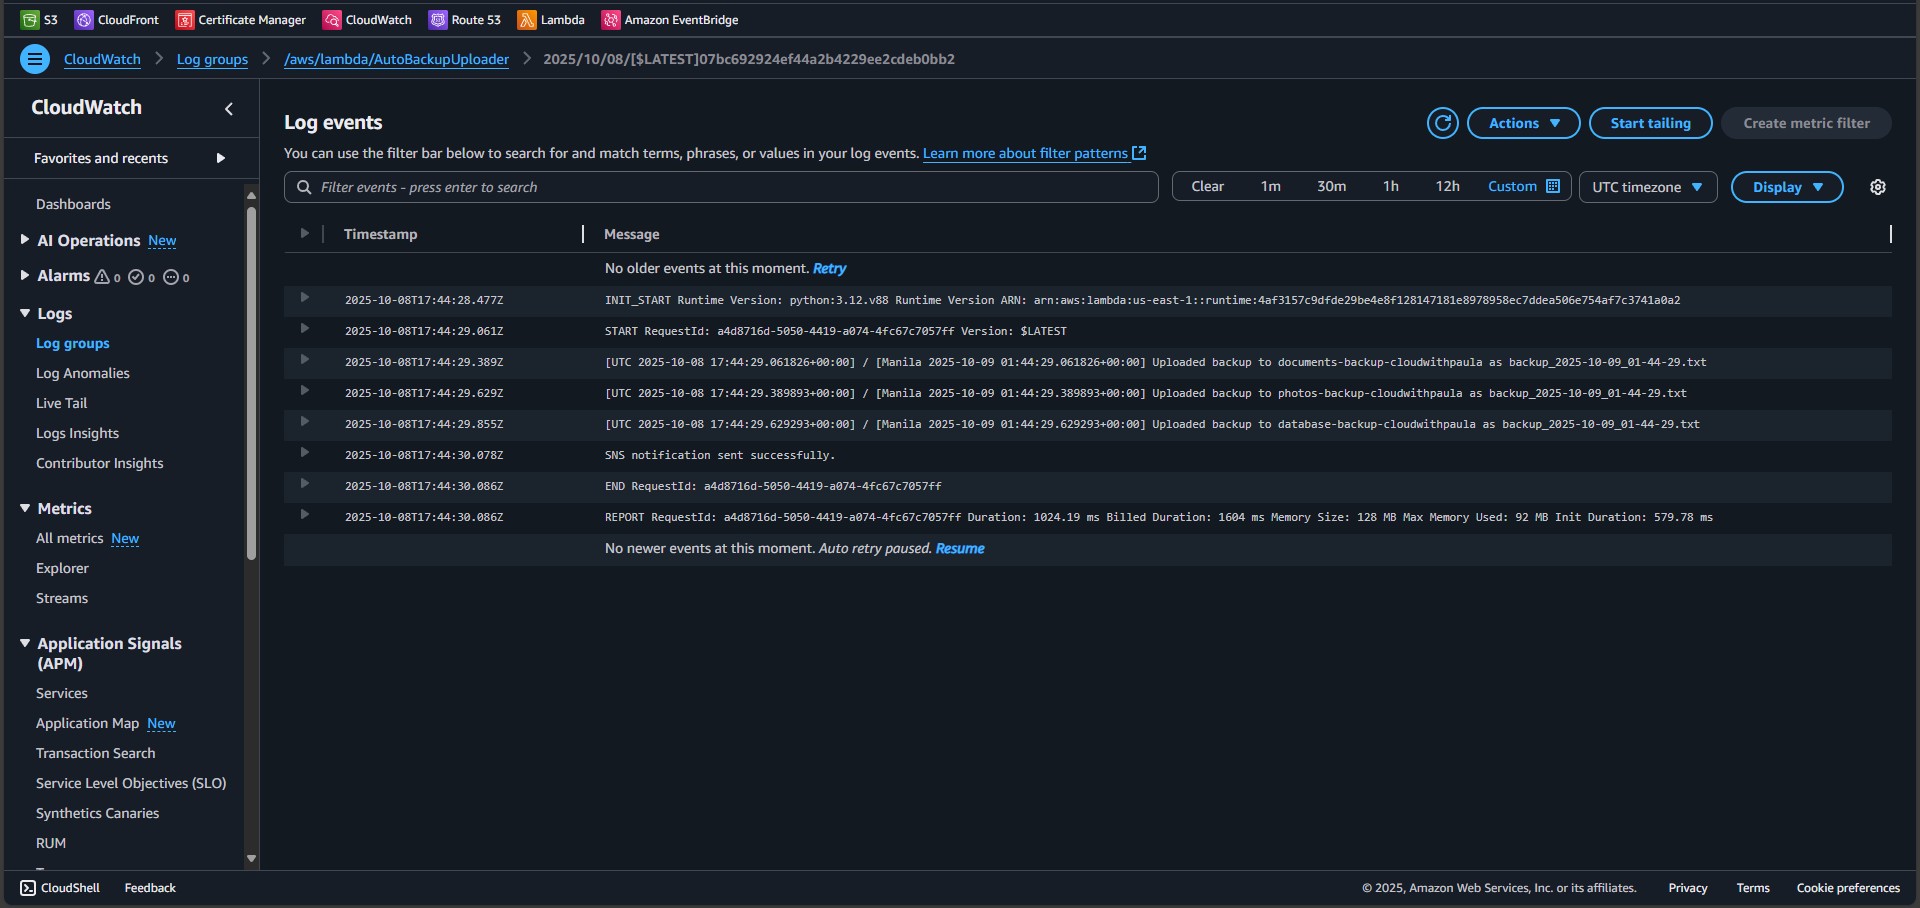 S3 CloudFront Certificate Manager CloudWatch Route 53 Lambda Amazon EventBridge
CloudWatch Log groups /aws/lambda/AutoBackupUploader 2025/10/08/[$LATEST]07bc692924ef44a2b4229ee2cdeb0bb2
CloudWatch
Favorites and recents
Dashboards
AI Operations New
Alarms 0 0 0
Logs
Log groups
Log Anomalies
Live Tail
Logs Insights
Contributor Insights
Metrics
All metrics New
Explorer
Streams
Application Signals
(APM)
Services
Application Map New
Transaction Search
Service Level Objectives (SLO)
Synthetics Canaries
RUM
Log events
Actions Start tailing Create metric filter
You can use the filter bar below to search for and match terms, phrases, or values in your log events. Learn more about filter patterns
Filter events - press enter to search
Clear 1m 30m 1h 12h Custom UTC timezone Display
Timestamp Message
No older events at this moment. Retry
2025-10-08T17:44:28.477Z INIT_START Runtime Version: python:3.12.v88 Runtime Version ARN: arn:aws:lambda:us-east-1::runtime:4af3157c9dfde29be4e8f128147181e8978958ec7ddea506e754af7c3741a0a2
2025-10-08T17:44:29.061Z START RequestId: a4d8716d-5050-4419-a074-4fc67c7057ff Version: $LATEST
2025-10-08T17:44:29.389Z [UTC 2025-10-08 17:44:29.061826+00:00] / [Manila 2025-10-09 01:44:29.061826+00:00] Uploaded backup to documents-backup-cloudwithpaula as backup_2025-10-09_01-44-29.txt
2025-10-08T17:44:29.629Z [UTC 2025-10-08 17:44:29.389893+00:00] / [Manila 2025-10-09 01:44:29.389893+00:00] Uploaded backup to photos-backup-cloudwithpaula as backup_2025-10-09_01-44-29.txt
2025-10-08T17:44:29.855Z [UTC 2025-10-08 17:44:29.629293+00:00] / [Manila 2025-10-09 01:44:29.629293+00:00] Uploaded backup to database-backup-cloudwithpaula as backup_2025-10-09_01-44-29.txt
2025-10-08T17:44:30.078Z SNS notification sent successfully.
2025-10-08T17:44:30.086Z END RequestId: a4d8716d-5050-4419-a074-4fc67c7057ff
2025-10-08T17:44:30.086Z REPORT RequestId: a4d8716d-5050-4419-a074-4fc67c7057ff Duration: 1024.19 ms Billed Duration: 1604 ms Memory Size: 128 MB Max Memory Used: 92 MB Init Duration: 579.78 ms
No newer events at this moment. Auto retry paused. Resume
CloudShell Feedback © 2025, Amazon Web Services, Inc. or its affiliates. Privacy Terms Cookie preferences